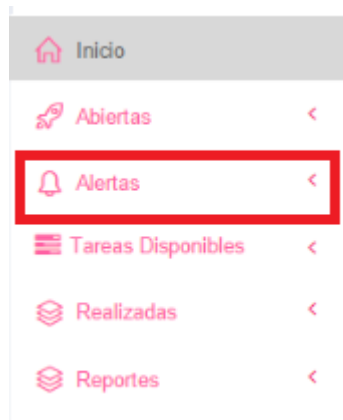 Inicio
Abiertas
Alertas
Tareas Disponibles
Realizadas
Reportes